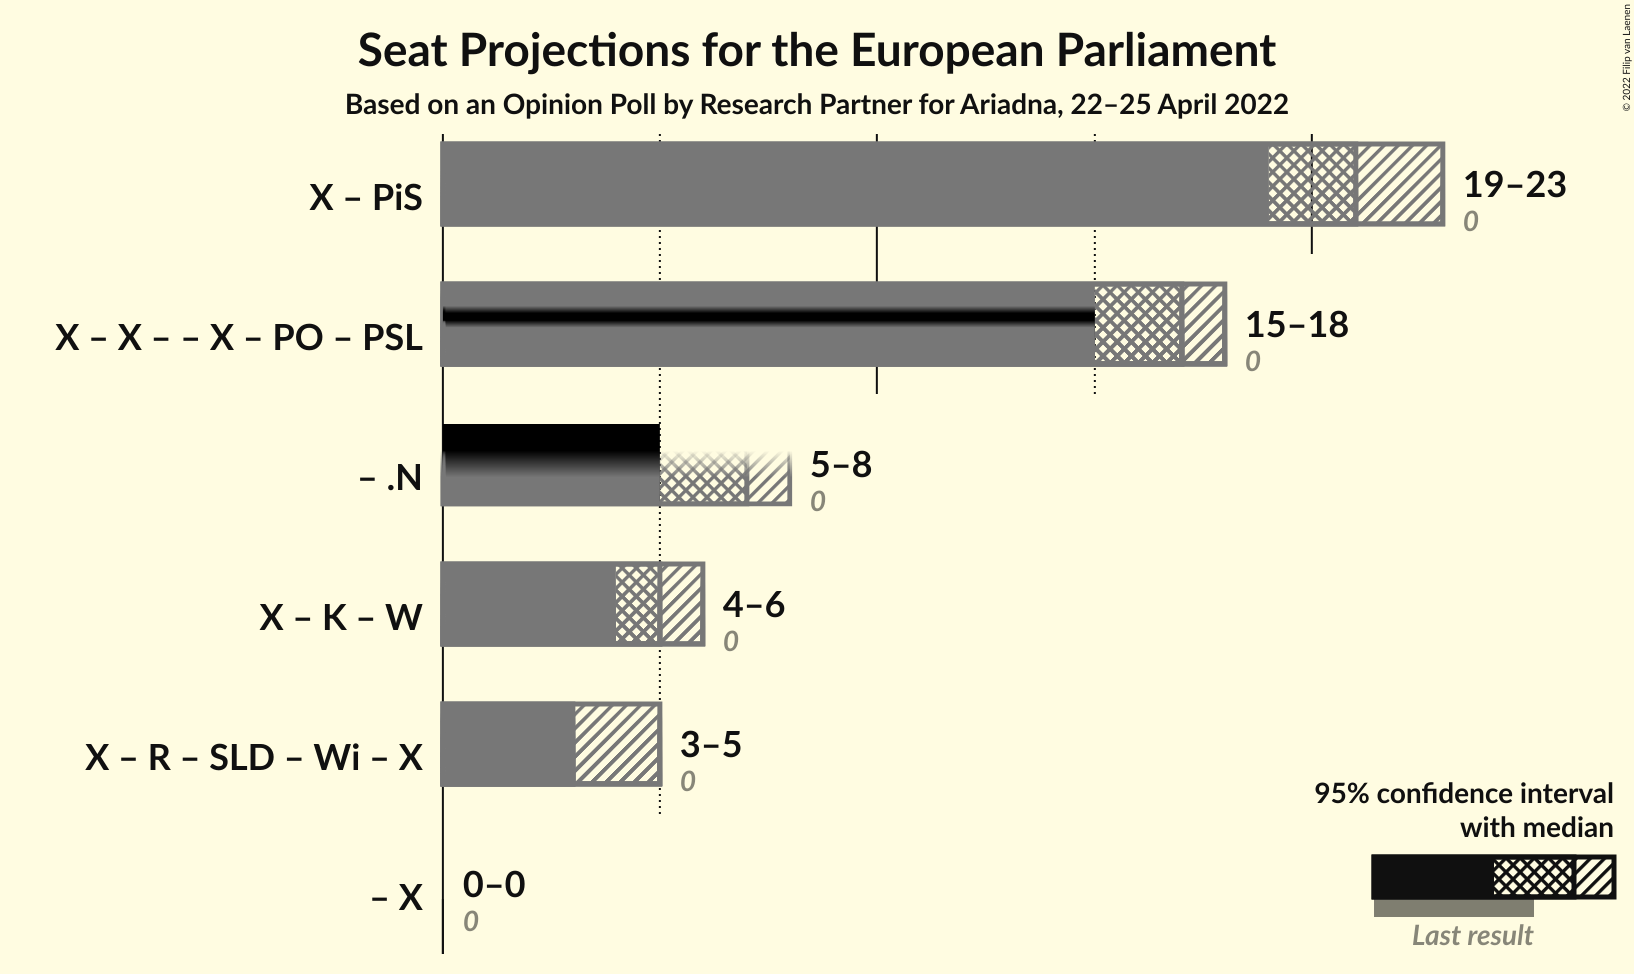 Seat Projections for the European Parliament
Based on an Opinion Poll by Research Partner for Ariadna, 22–25 April 2022
© 2022 Filip van Laenen
X – PiS
19–23
0
X – X – – X – PO – PSL
15–18
0
– .N
5–8
0
X – K – W
4–6
0
X – R – SLD – Wi – X
3–5
0
– X
0–0
0
95% confidence interval
with median
Last result